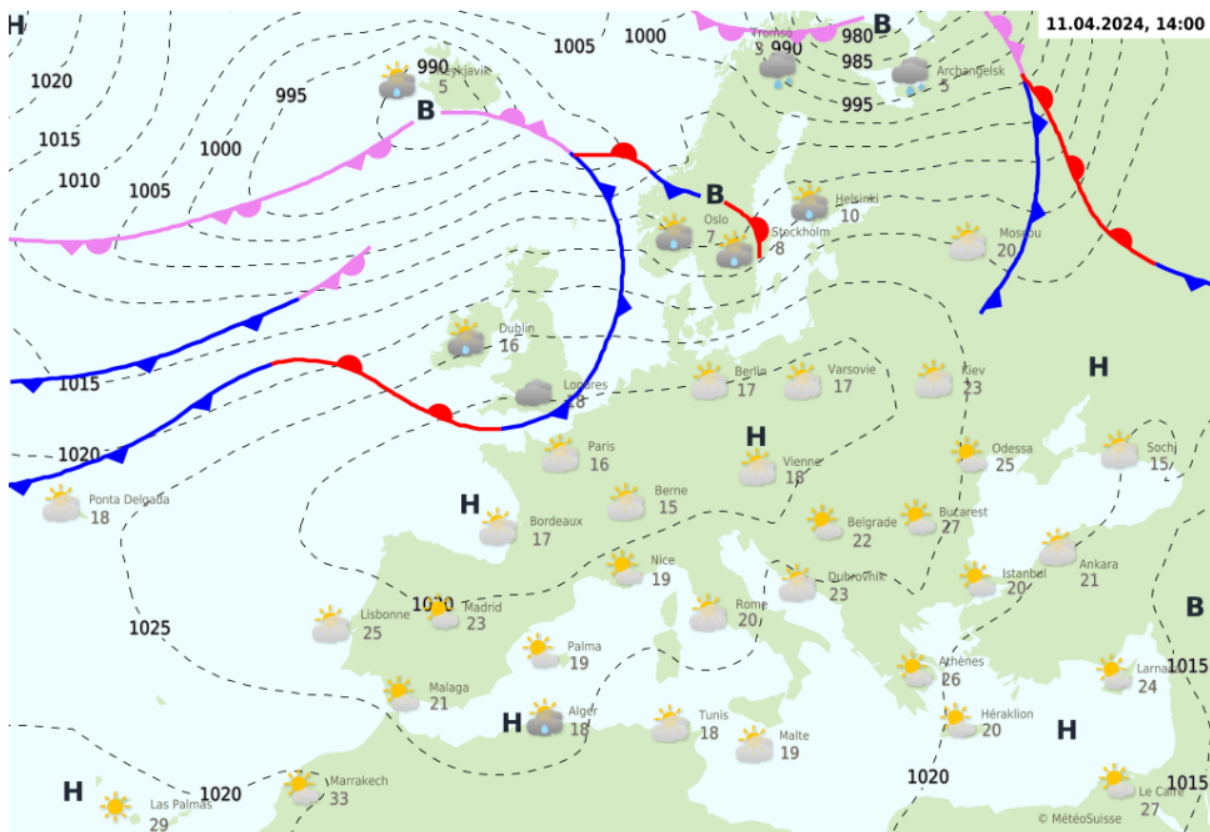 H
B
11.04.2024, 14:00
1005
1000
980
Tromsö
3
990
985
990
Reykjavik
5
Archangelsk
5
1020
995
995
B
1015
1000
1010
1005
B
Helsinki
10
Oslo
7
Stockholm
8
Moscou
20
Dublin
16
1015
H
Berlin
17
Varsovie
17
Kiev
23
Londres
18
H
1020
Paris
16
Vienne
18
Odessa
25
Sochi
15
Ponta Delgada
18
H
Berne
15
Bordeaux
17
Belgrade
22
Bucarest
27
Ankara
21
Nice
19
Dubrovnik
23
Istanbul
20
1020
Madrid
23
Rome
20
B
Lisbonne
25
1025
Palma
19
Athènes
26
Larnaca
24
1015
Malaga
21
H
Alger
18
Tunis
18
Héraklion
20
H
Malte
19
1020
1015
H
1020
Marrakech
33
Le Caire
27
Las Palmas
29
© MétéoSuisse